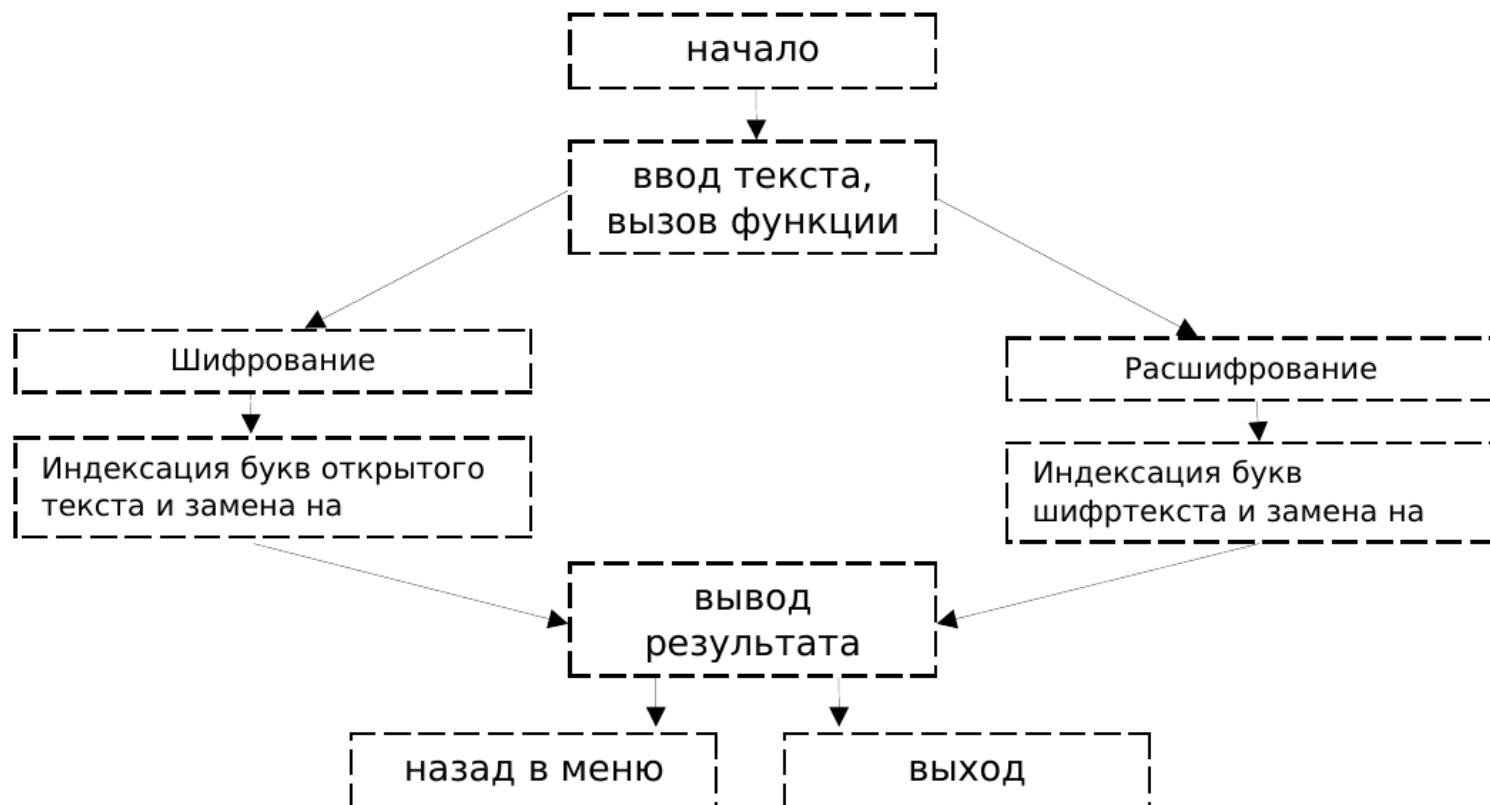 начало
ввод текста,
вызов функции
Шифрование
Расшифрование
Индексация букв открытого
текста и замена на
Индексация букв
шифртекста и замена на
вывод
результата
назад в меню
выход